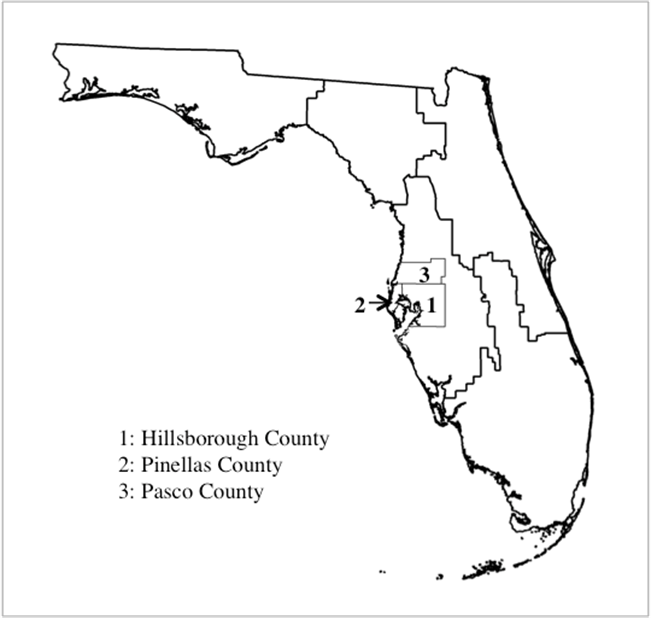 3
2
1
1: Hillsborough County
2: Pinellas County
3: Pasco County